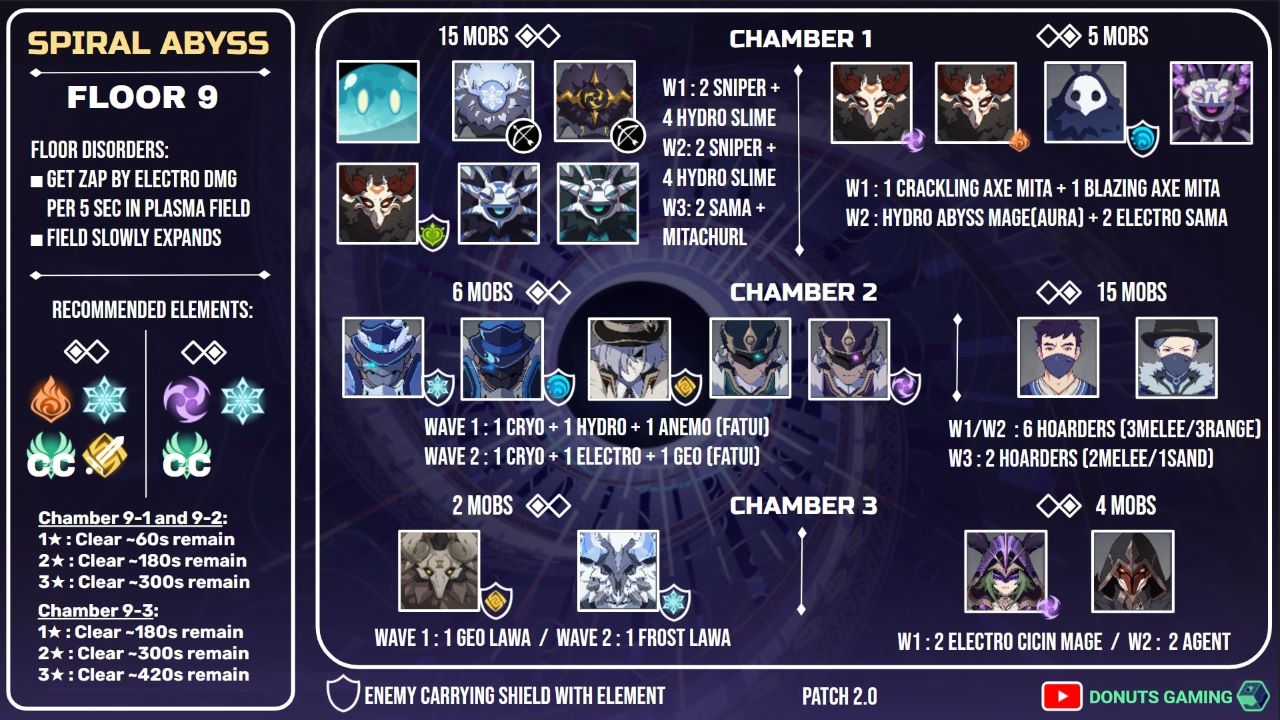 SPIRAL ABYSS
FLOOR 9
FLOOR DISORDERS:
■ GET ZAP BY ELECTRO DMG
PER 5 SEC IN PLASMA FIELD
■ FIELD SLOWLY EXPANDS
RECOMMENDED ELEMENTS:
CC
CC
Chamber 9-1 and 9-2:
1★ : Clear ~60s remain
2★ : Clear ~180s remain
3★ : Clear ~300s remain
Chamber 9-3:
1★ : Clear ~180s remain
2★ : Clear ~300s remain
3★ : Clear ~420s remain
15 MOBS
CHAMBER 1
5 MOBS
W1 : 2 SNIPER +
4 HYDRO SLIME
W2: 2 SNIPER +
4 HYDRO SLIME
W3: 2 SAMA +
MITACHURL
W1 : 1 CRACKLING AXE MITA + 1 BLAZING AXE MITA
W2 : HYDRO ABYSS MAGE(AURA) + 2 ELECTRO SAMA
6 MOBS
CHAMBER 2
15 MOBS
WAVE 1 : 1 CRYO + 1 HYDRO + 1 ANEMO (FATUI)
WAVE 2 : 1 CRYO + 1 ELECTRO + 1 GEO (FATUI)
W1/W2 : 6 HOARDERS (3MELEE/3RANGE)
W3 : 2 HOARDERS (2MELEE/1SAND)
2 MOBS
CHAMBER 3
4 MOBS
WAVE 1 : 1 GEO LAWA / WAVE 2 : 1 FROST LAWA
W1 : 2 ELECTRO CICIN MAGE / W2 : 2 AGENT
ENEMY CARRYING SHIELD WITH ELEMENT
PATCH 2.0
DONUTS GAMING